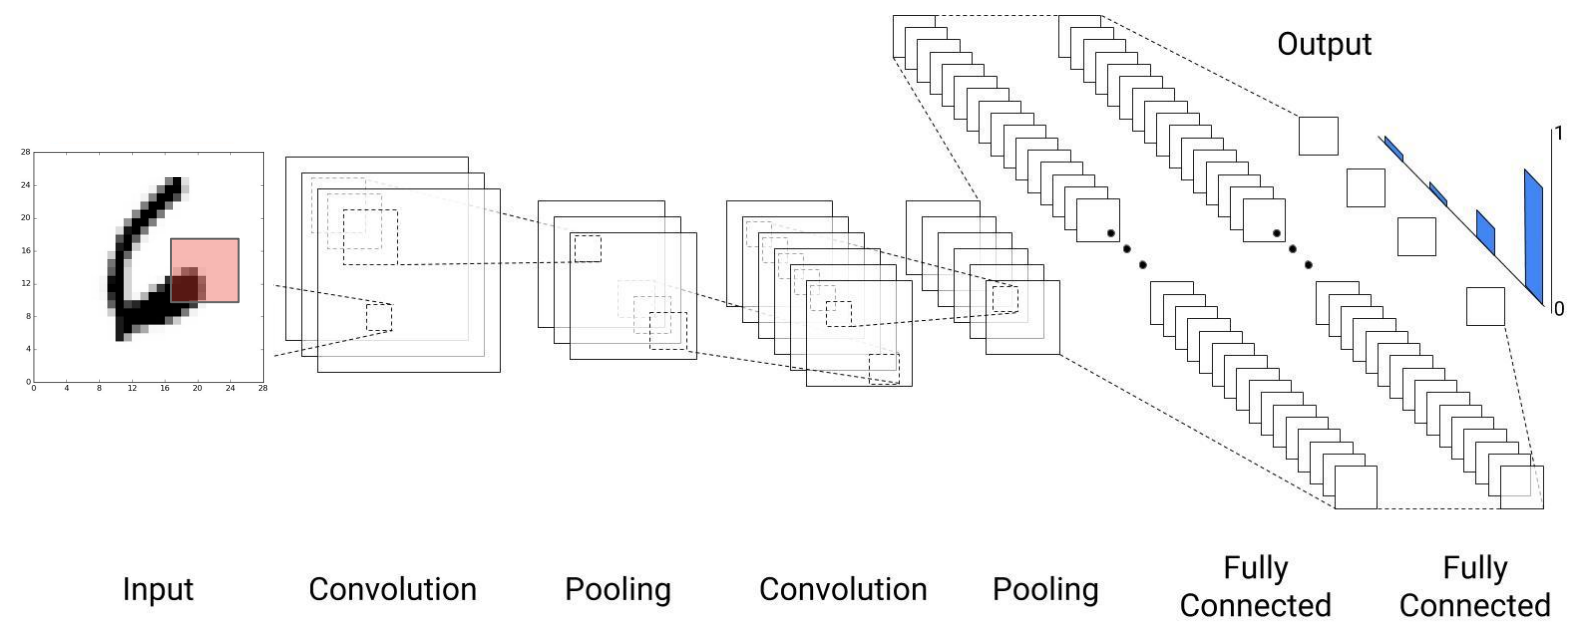 Output
1
0
28
24
20
16
12
8
4
0
0 4 8 12 16 20 24 28
Input
Convolution
Pooling
Convolution
Pooling
Fully
Connected
Fully
Connected